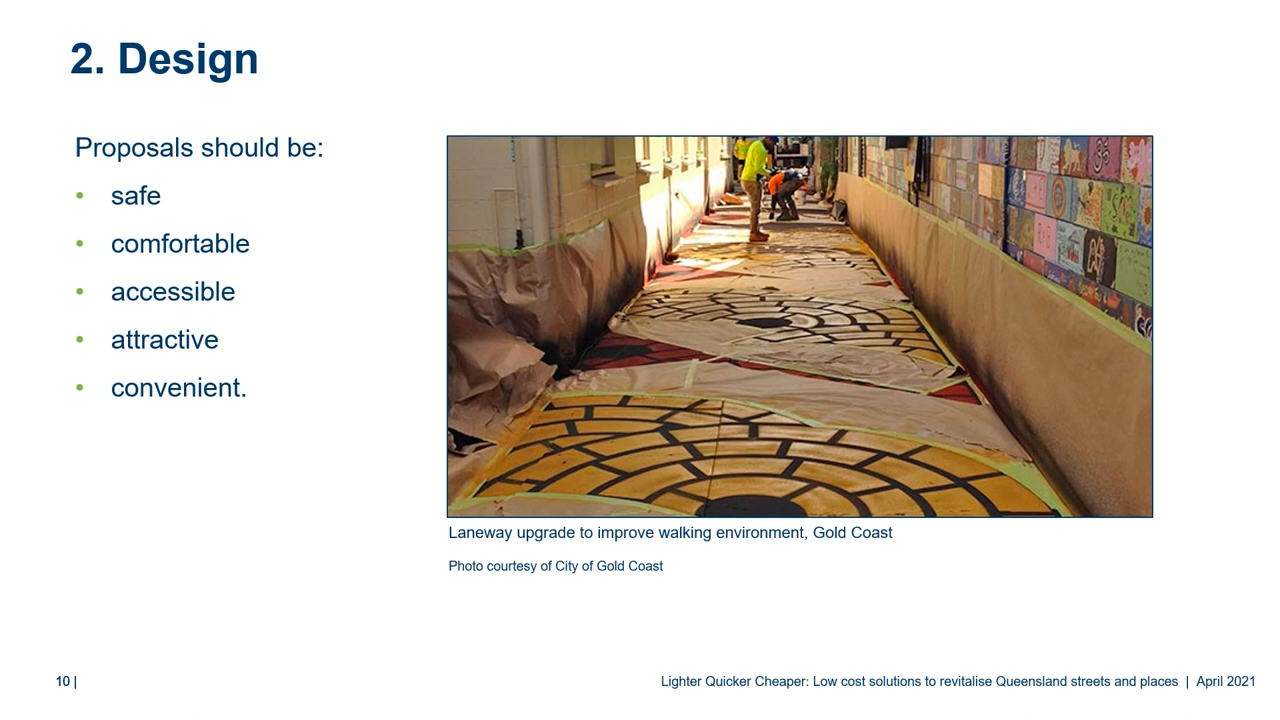 2. Design
Proposals should be:
• safe
• comfortable
• accessible
• attractive
• convenient.
Laneway upgrade to improve walking environment, Gold Coast
Photo courtesy of City of Gold Coast
10 |
Lighter Quicker Cheaper: Low cost solutions to revitalise Queensland streets and places | April 2021